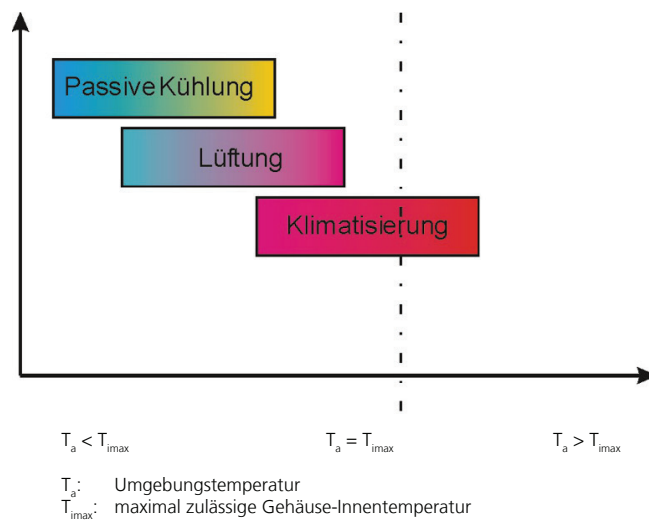 Passive Kühlung
Lüftung
Klimatisierung
Ta < Timax Ta = Timax Ta > Timax
Ta: Umgebungstemperatur
Timax: maximal zulässige Gehäuse-Innentemperatur